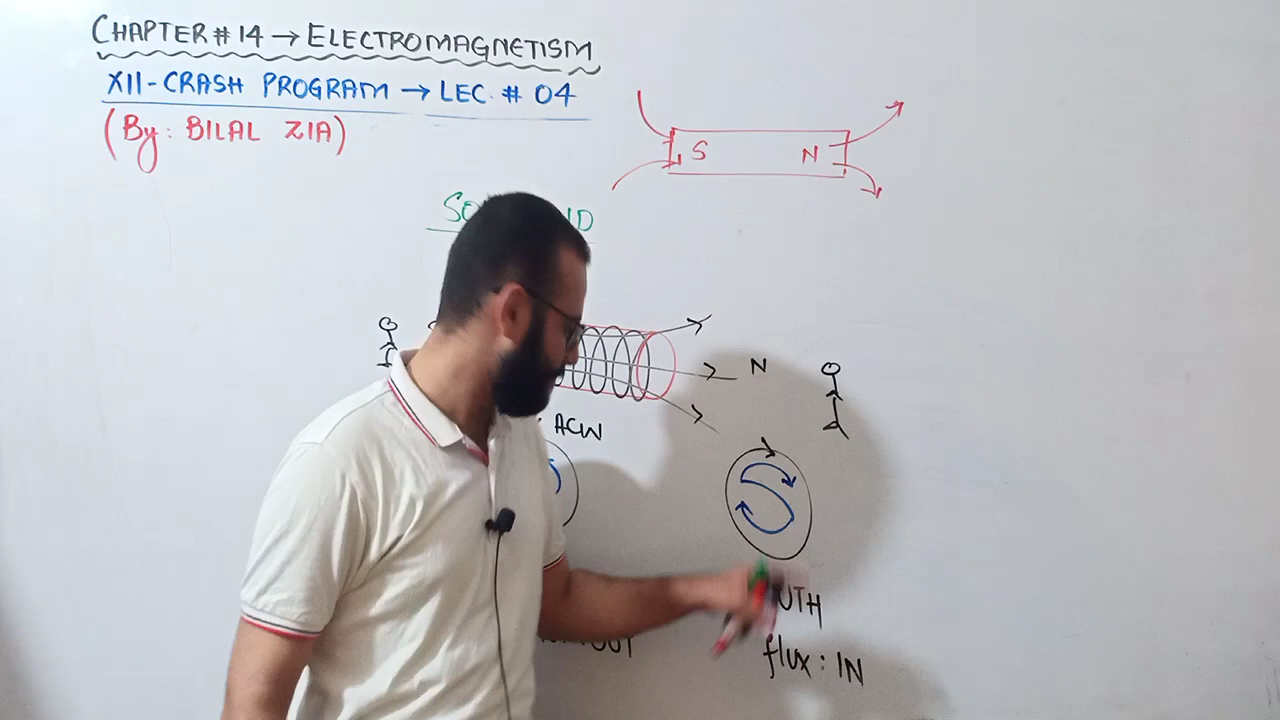 CHAPTER # 14 → ELECTROMAGNETISM
XII-CRASH PROGRAM → LEC. # 04
(By: BILAL ZIA)
S N
N
ACW
S
flux : IN